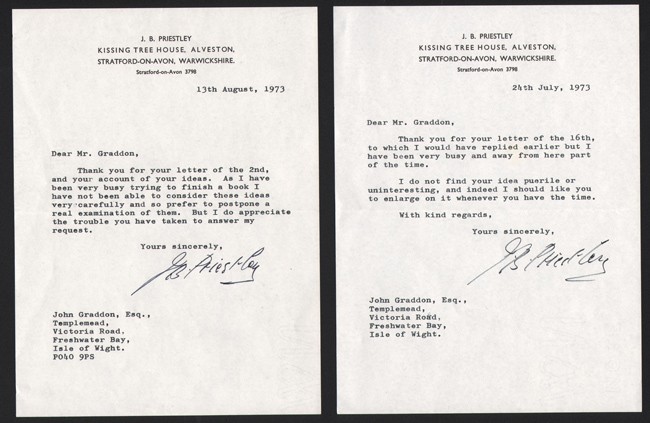 J. B. PRIESTLEY
KISSING TREE HOUSE, ALVESTON,
STRATFORD-ON-AVON, WARWICKSHIRE.
Stratford-on-Avon 3798
13th August, 1973
Dear Mr. Graddon,
Thank you for your letter of the 2nd,
and your account of your ideas. As I have
been very busy trying to finish a book I
have not been able to consider these ideas
very carefully and so prefer to postpone a
real examination of them. But I do appreciate
the trouble you have taken to answer my
request.
Yours sincerely,
J B Priestley
John Graddon, Esq.,
Templemead,
Victoria Road,
Freshwater Bay,
Isle of Wight.
PO40 9PS
J. B. PRIESTLEY
KISSING TREE HOUSE, ALVESTON,
STRATFORD-ON-AVON, WARWICKSHIRE.
Stratford-on-Avon 3798
24th July, 1973
Dear Mr. Graddon,
Thank you for your letter of the 16th,
to which I would have replied earlier but I
have been very busy and away from here part
of the time.
I do not find your idea puerile or
uninteresting, and indeed I should like you
to enlarge on it whenever you have the time.
With kind regards,
Yours sincerely,
J B Priestley
John Graddon, Esq.,
Templemead,
Victoria Road,
Freshwater Bay,
Isle of Wight.